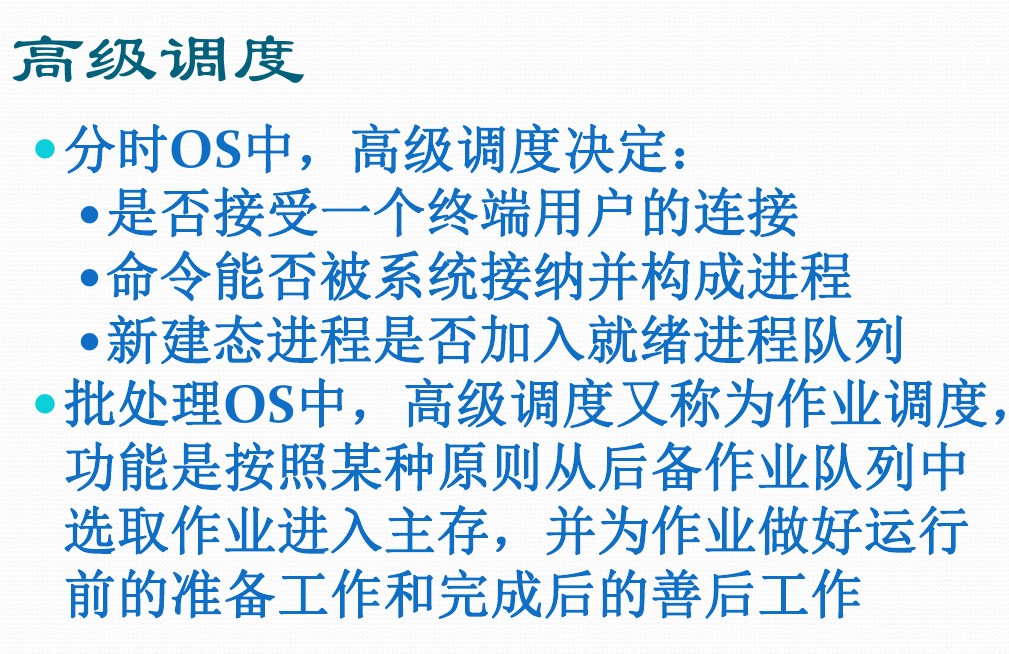 高级调度
•分时OS中，高级调度决定：
•是否接受一个终端用户的连接
•命令能否被系统接纳并构成进程
•新建态进程是否加入就绪进程队列
•批处理OS中，高级调度又称为作业调度，
功能是按照某种原则从后备作业队列中
选取作业进入主存，并为作业做好运行
前的准备工作和完成后的善后工作